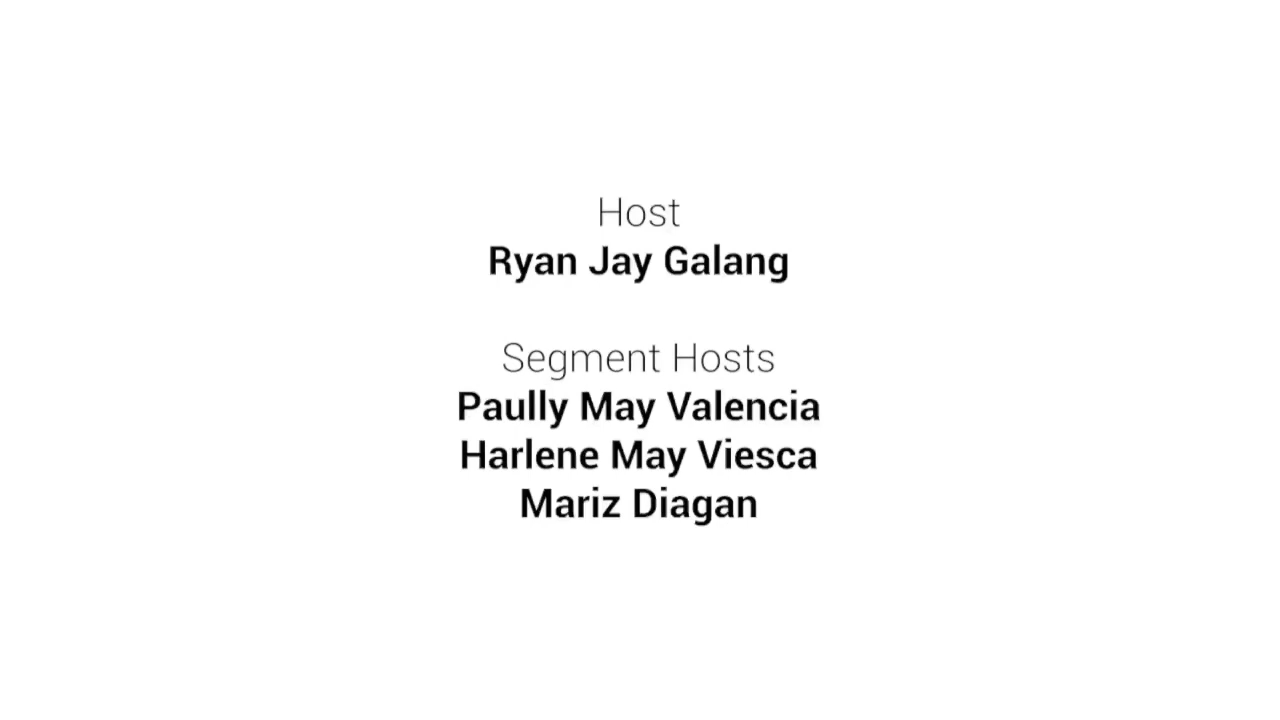 Host
Ryan Jay Galang
Segment Hosts
Paully May Valencia
Harlene May Viesca
Mariz Diagan